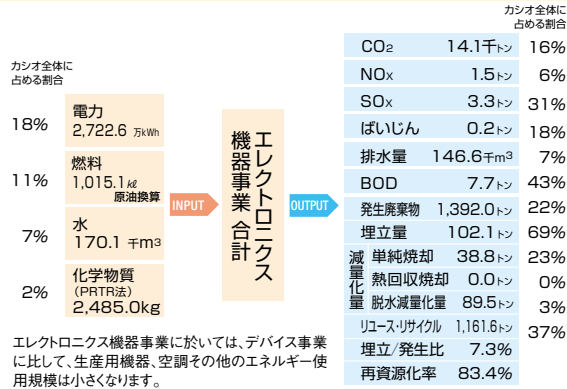 カシオ全体に
占める割合
18%
電力
2,722.6 万kWh
11%
燃料
1,015.1㎘
原油換算
7%
水
170.1 千m3
2%
化学物質
(PRTR法)
2,485.0kg
INPUT
エレクトロニクス
機器事業 合計
OUTPUT
カシオ全体に
占める割合
CO2 14.1千トン 16%
NOx 1.5トン 6%
SOx 3.3トン 31%
ばいじん 0.2トン 18%
排水量 146.6千m3 7%
BOD 7.7トン 43%
発生廃棄物 1,392.0トン 22%
埋立量 102.1トン 69%
減量化量
単純焼却 38.8トン 23%
熱回収焼却 0.0トン 0%
脱水減量化量 89.5トン 3%
リユース・リサイクル 1,161.6トン 37%
埋立/発生比 7.3%
再資源化率 83.4%
エレクトロニクス機器事業に於いては、デバイス事業
に比して、生産用機器、空調その他のエネルギー使
用規模は小さくなります。